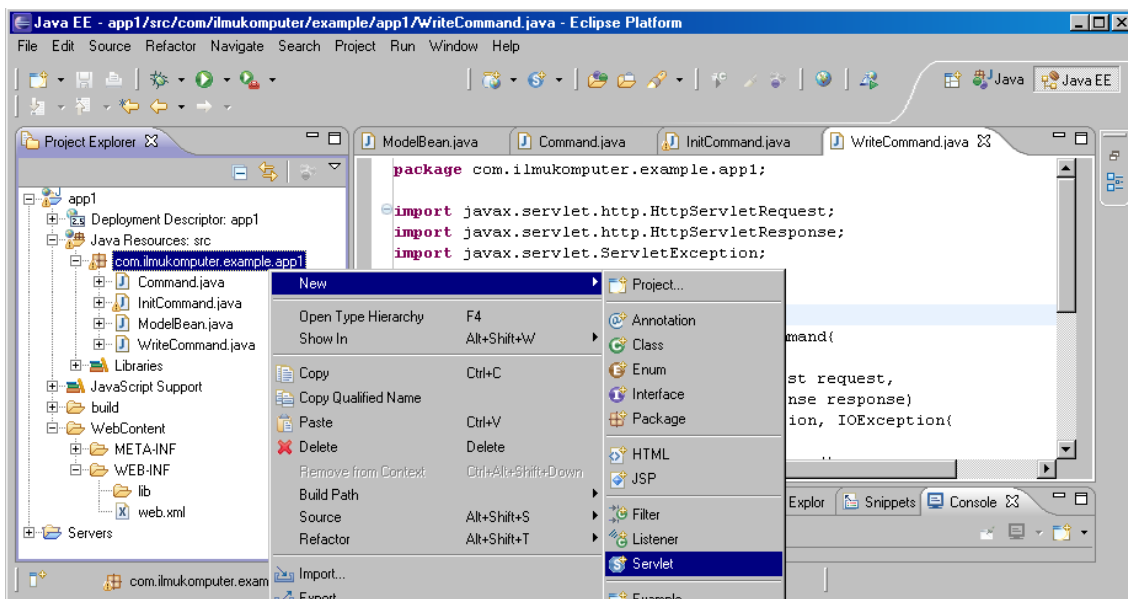 Java EE - app1/src/com/ilmukomputer/example/app1/WriteCommand.java - Eclipse Platform
File Edit Source Refactor Navigate Search Project Run Window Help
Java Java EE
Project Explorer
app1
Deployment Descriptor: app1
Java Resources: src
com.ilmukomputer.example.app1
Command.java
InitCommand.java
ModelBean.java
WriteCommand.java
Libraries
JavaScript Support
build
WebContent
META-INF
WEB-INF
lib
web.xml
Servers
ModelBean.java Command.java InitCommand.java WriteCommand.java
package com.ilmukomputer.example.app1;
import javax.servlet.http.HttpServletRequest;
import javax.servlet.http.HttpServletResponse;
import javax.servlet.ServletException;
mand{
st request,
nse response)
ion, IOException{
New
Open Type Hierarchy F4
Show In Alt+Shift+W
Copy Ctrl+C
Copy Qualified Name
Paste Ctrl+V
Delete Delete
Remove from Context Ctrl+Alt+Shift+Down
Build Path
Source Alt+Shift+S
Refactor Alt+Shift+T
Import...
Export
Project...
Annotation
Class
Enum
Interface
Package
HTML
JSP
Filter
Listener
Servlet
Example
Explor Snippets Console
com.ilmukomputer.exam